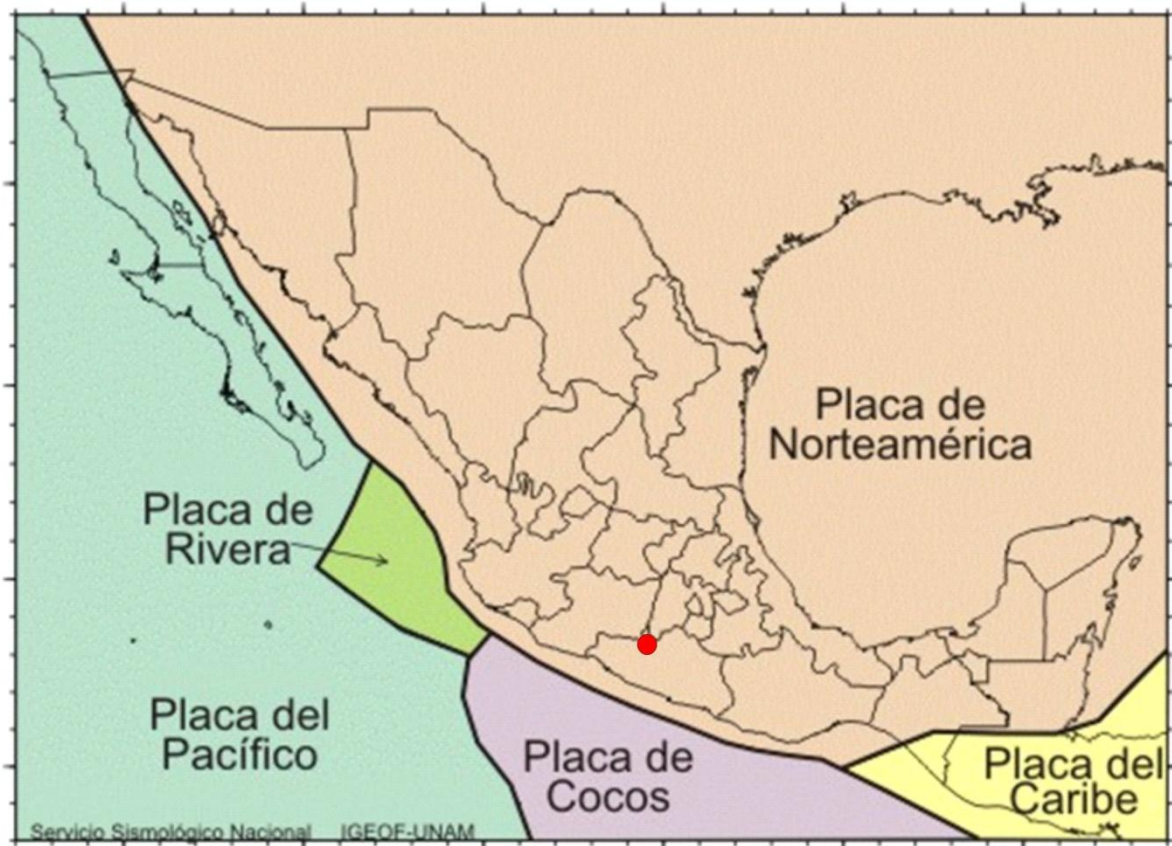 Placa de
Norteamérica
Placa de
Rivera
Placa del
Pacífico
Placa de
Cocos
Placa del
Caribe
Servicio Sismológico Nacional IGEOF-UNAM